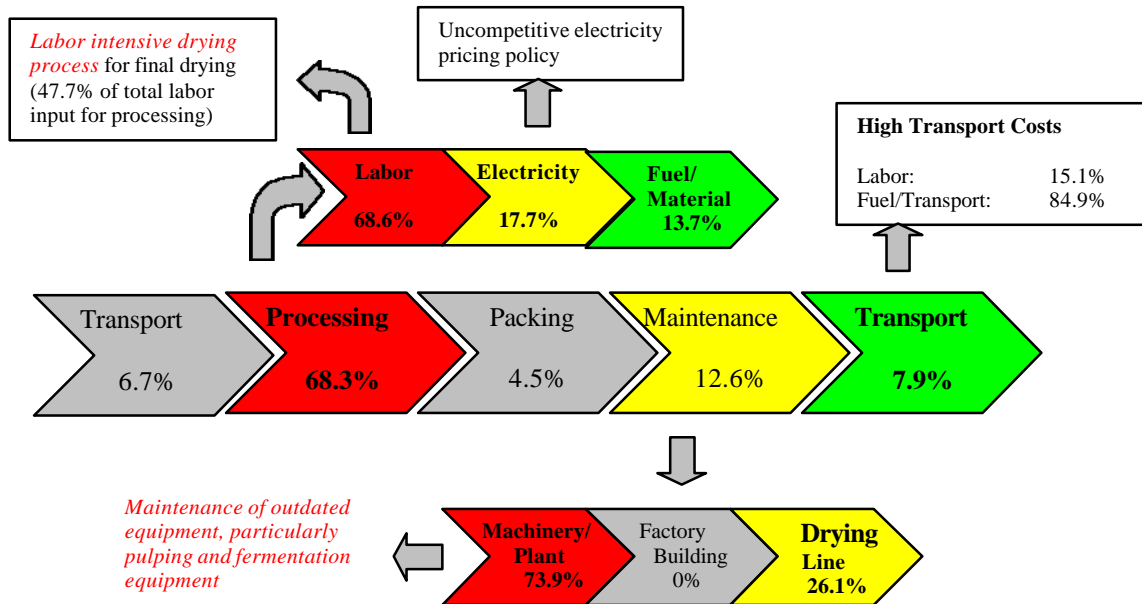 Labor intensive drying
process for final drying
(47.7% of total labor
input for processing)
Uncompetitive electricity
pricing policy
High Transport Costs
Labor: 15.1%
Fuel/Transport: 84.9%
Labor
68.6%
Electricity
17.7%
Fuel/
Material
13.7%
Transport
6.7%
Processing
68.3%
Packing
4.5%
Maintenance
12.6%
Transport
7.9%
Maintenance of outdated
equipment, particularly
pulping and fermentation
equipment
Machinery/
Plant
73.9%
Factory
Building
0%
Drying
Line
26.1%